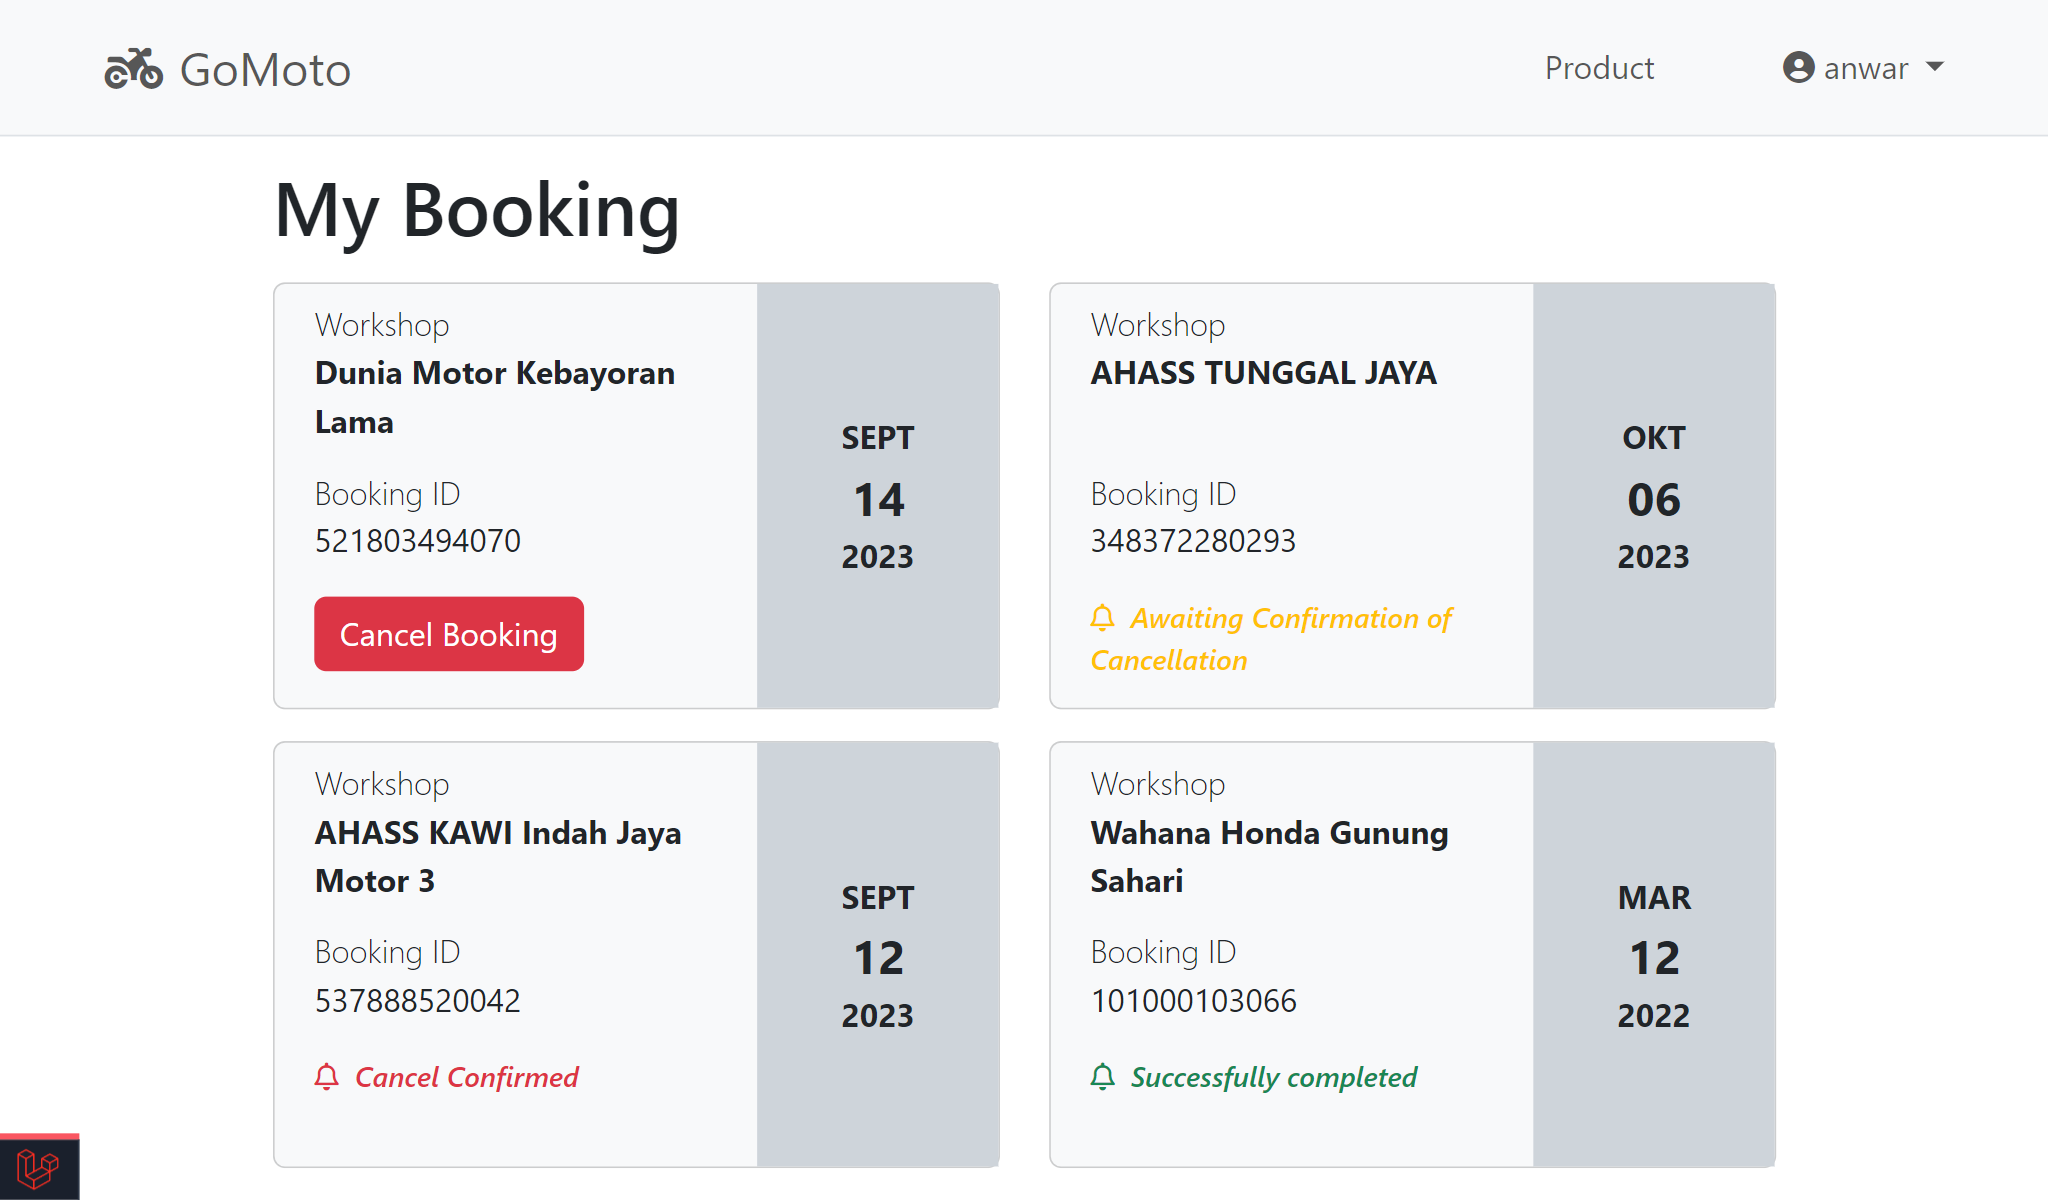 GoMoto
Product
anwar
My Booking
Workshop
Dunia Motor Kebayoran
Lama
Booking ID
521803494070
Cancel Booking
SEPT
14
2023
Workshop
AHASS TUNGGAL JAYA
Booking ID
348372280293
Awaiting Confirmation of
Cancellation
OKT
06
2023
Workshop
AHASS KAWI Indah Jaya
Motor 3
Booking ID
537888520042
Cancel Confirmed
SEPT
12
2023
Workshop
Wahana Honda Gunung
Sahari
Booking ID
101000103066
Successfully completed
MAR
12
2022